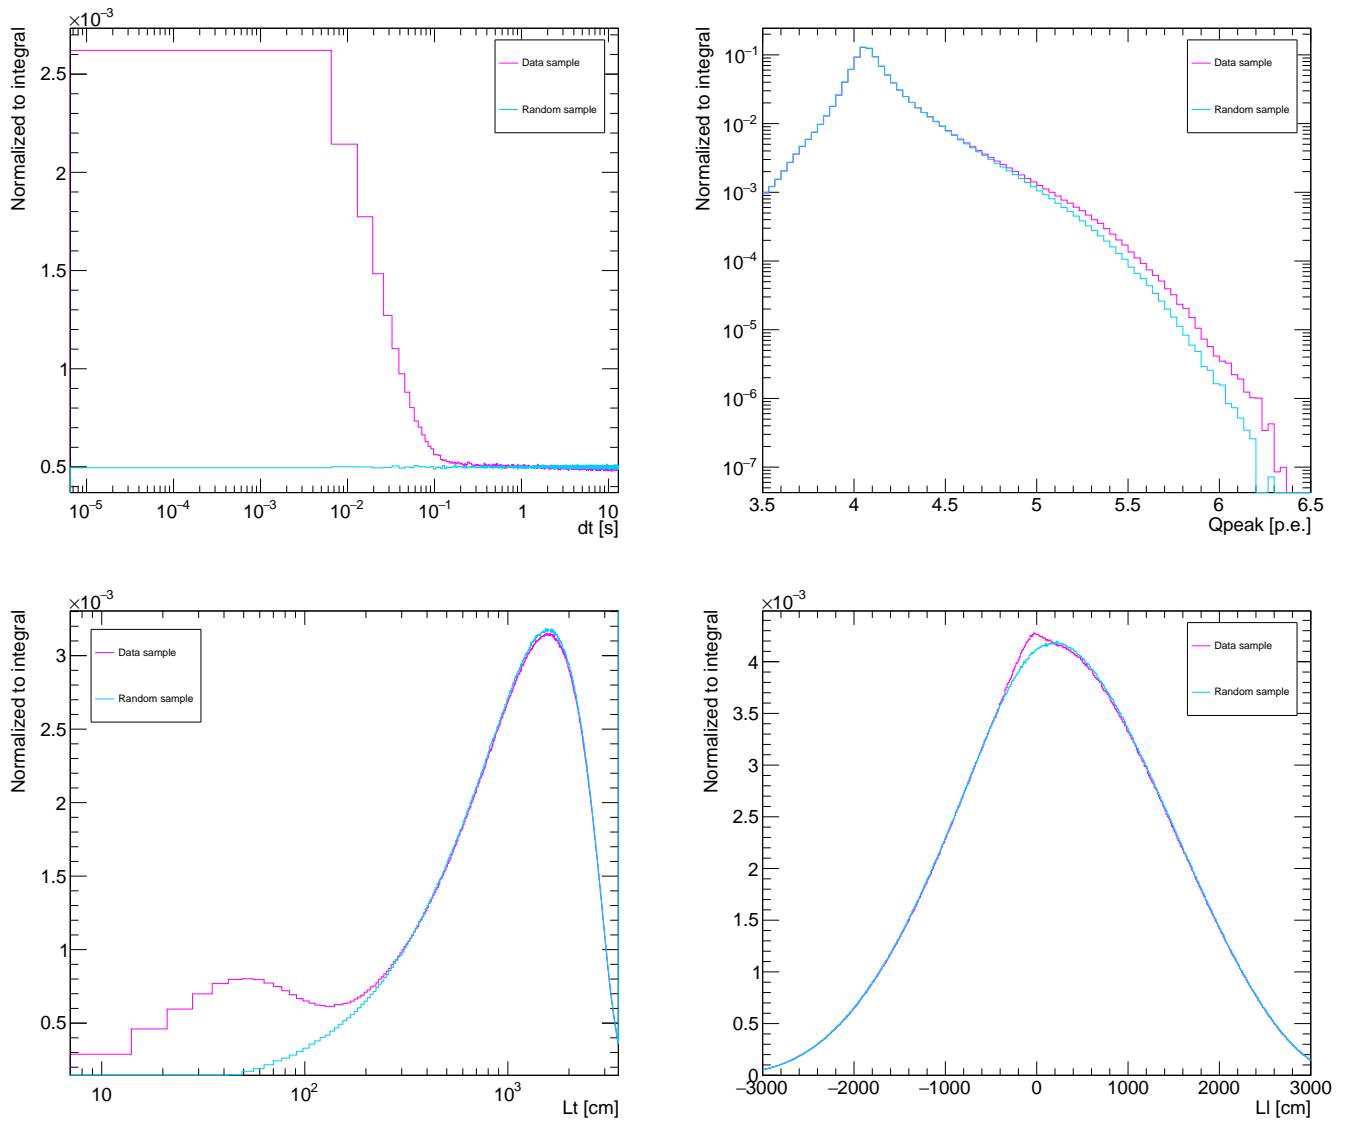 ×10⁻³
Normalized to integral
2.5
2
1.5
1
0.5
Data sample
Random sample
10⁻⁵ 10⁻⁴ 10⁻³ 10⁻² 10⁻¹ 1 10
dt [s]
Normalized to integral
10⁻¹
10⁻²
10⁻³
10⁻⁴
10⁻⁵
10⁻⁶
10⁻⁷
Data sample
Random sample
3.5 4 4.5 5 5.5 6 6.5
Qpeak [p.e.]
×10⁻³
Normalized to integral
3
2.5
2
1.5
1
0.5
Data sample
Random sample
10 10² 10³
Lt [cm]
×10⁻³
Normalized to integral
4
3.5
3
2.5
2
1.5
1
0.5
0
Data sample
Random sample
−3000 −2000 −1000 0 1000 2000 3000
Ll [cm]